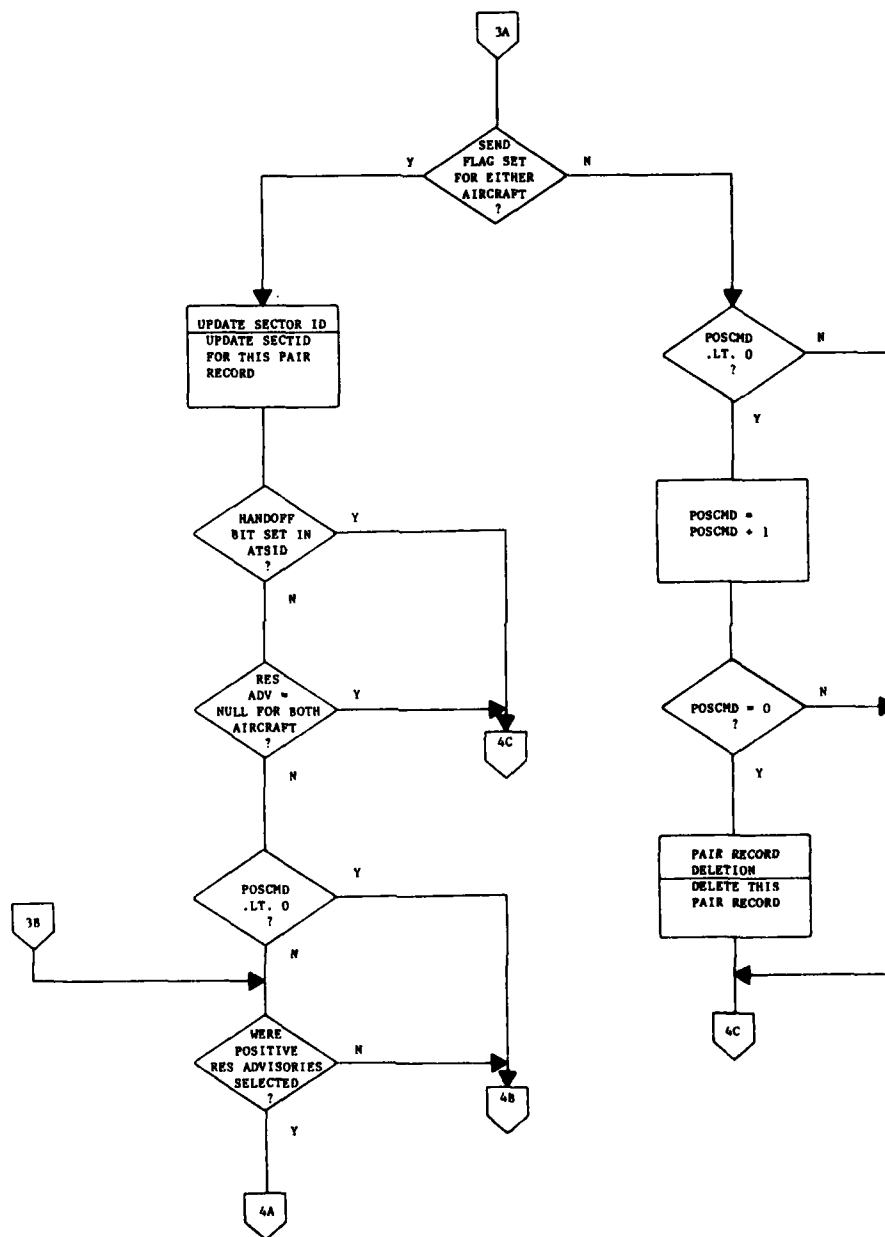 3A
SEND
FLAG SET
FOR EITHER
AIRCRAFT
?
Y
N
UPDATE SECTOR ID
UPDATE SECTID
FOR THIS PAIR
RECORD
HANDOFF
BIT SET IN
ATSID
?
Y
N
RES
ADV =
NULL FOR BOTH
AIRCRAFT
?
Y
N
4C
POSCMD
.LT. 0
?
Y
N
3B
WERE
POSITIVE
RES ADVISORIES
SELECTED
?
N
Y
4B
4A
POSCMD
.LT. 0
?
N
Y
POSCMD =
POSCMD + 1
POSCMD = 0
?
N
Y
PAIR RECORD
DELETION
DELETE THIS
PAIR RECORD
4C